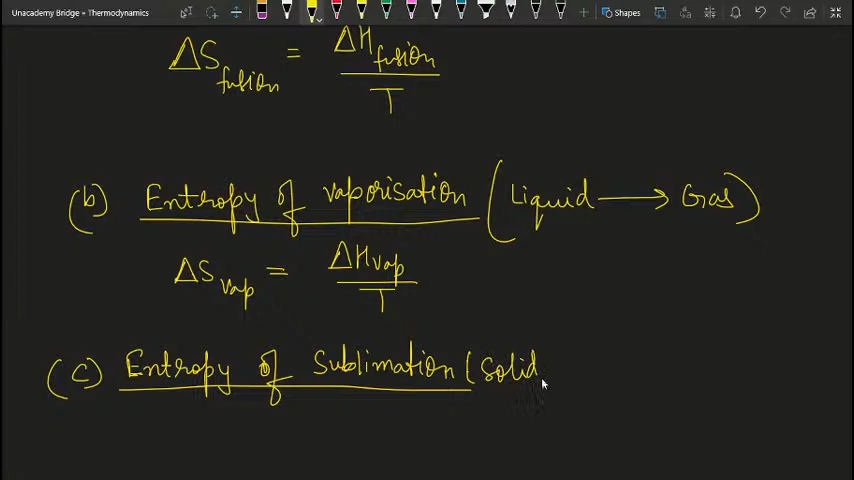 Unacademy Bridge + Thermodynamics
Shapes
ΔS fusion = ΔH fusion / T
(b) Entropy of vaporisation (Liquid → Gas)
ΔS vap = ΔH vap / T
(c) Entropy of Sublimation (Solid